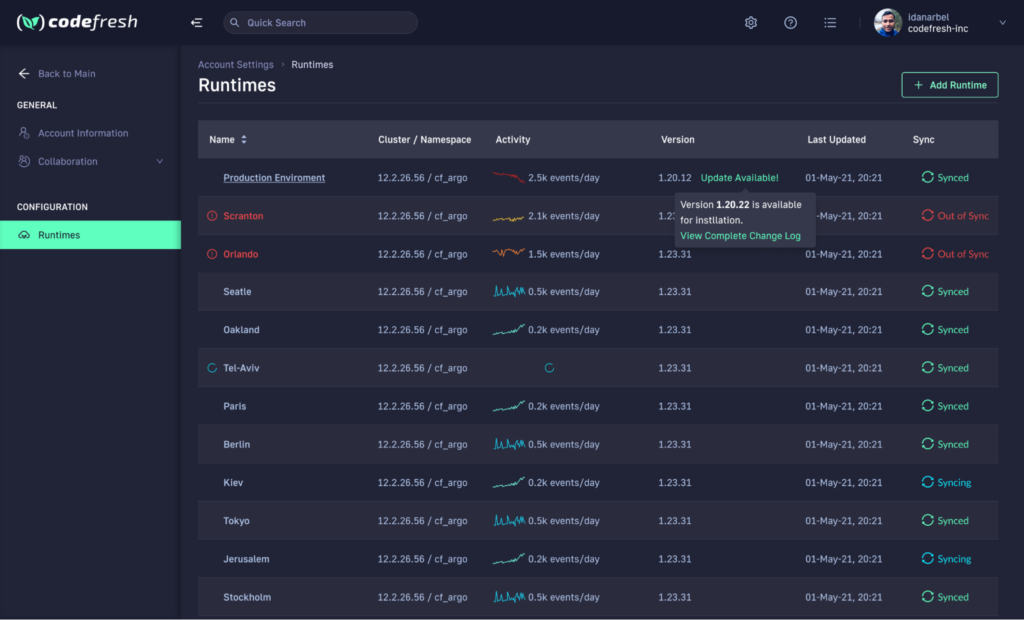 codefresh
Quick Search
idanarbel
codefresh-inc
Back to Main
GENERAL
Account Information
Collaboration
CONFIGURATION
Runtimes
Account Settings › Runtimes
Runtimes
+ Add Runtime
Name Cluster / Namespace Activity Version Last Updated Sync
Production Enviroment 12.2.26.56 / cf_argo 2.5k events/day 1.20.12 Update Available! 01-May-21, 20:21 Synced
Version 1.20.22 is available
for instllation.
View Complete Change Log
Scranton 12.2.26.56 / cf_argo 2.1k events/day 01-May-21, 20:21 Out of Sync
Orlando 12.2.26.56 / cf_argo 1.5k events/day 1.23.31 01-May-21, 20:21 Out of Sync
Seatle 12.2.26.56 / cf_argo 0.5k events/day 1.23.31 01-May-21, 20:21 Synced
Oakland 12.2.26.56 / cf_argo 0.2k events/day 1.23.31 01-May-21, 20:21 Synced
Tel-Aviv 12.2.26.56 / cf_argo 1.23.31 01-May-21, 20:21 Synced
Paris 12.2.26.56 / cf_argo 0.2k events/day 1.23.31 01-May-21, 20:21 Synced
Berlin 12.2.26.56 / cf_argo 0.5k events/day 1.23.31 01-May-21, 20:21 Synced
Kiev 12.2.26.56 / cf_argo 0.2k events/day 1.23.31 01-May-21, 20:21 Syncing
Tokyo 12.2.26.56 / cf_argo 0.5k events/day 1.23.31 01-May-21, 20:21 Synced
Jerusalem 12.2.26.56 / cf_argo 0.2k events/day 1.23.31 01-May-21, 20:21 Syncing
Stockholm 12.2.26.56 / cf_argo 0.5k events/day 1.23.31 01-May-21, 20:21 Synced